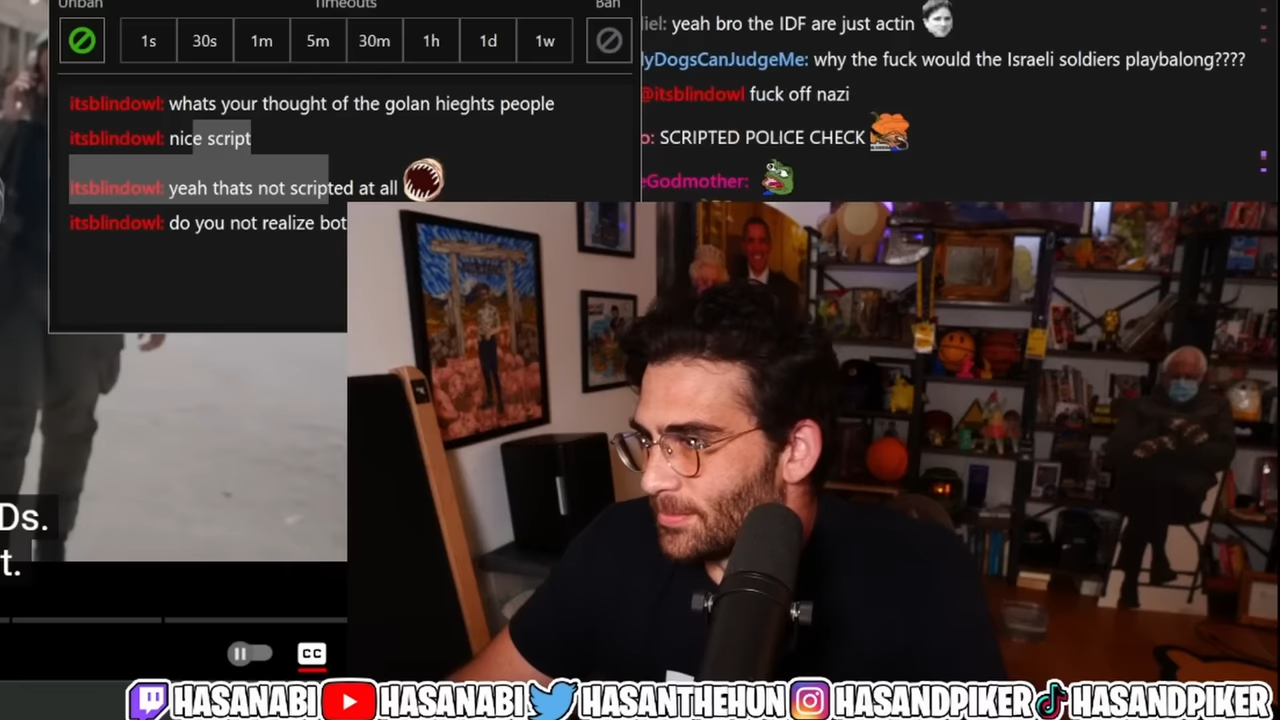 Unban
Timeouts
Ban
1s
30s
1m
5m
30m
1h
1d
1w
itsblindowl: whats your thought of the golan hieghts people
itsblindowl: nice script
itsblindowl: yeah thats not scripted at all
itsblindowl: do you not realize bot
iel: yeah bro the IDF are just actin
lyDogsCanJudgeMe: why the fuck would the Israeli soldiers playbalong????
@itsblindowl fuck off nazi
o: SCRIPTED POLICE CHECK
eGodmother:
Ds.
t.
CC
HASANABI
HASANABI
HASANTHEHUN
HASANDPIKER
HASANDPIKER